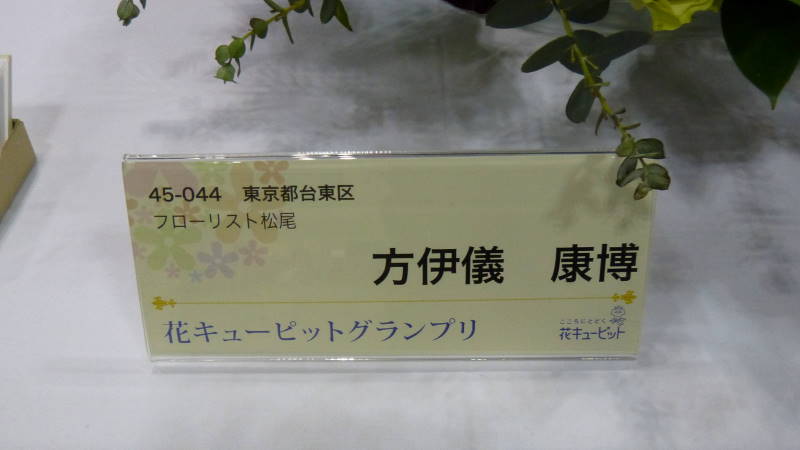 45-044 東京都台東区
フローリスト松尾
方伊儀 康博
花キューピットグランプリ
こころにとどく
花キューピット